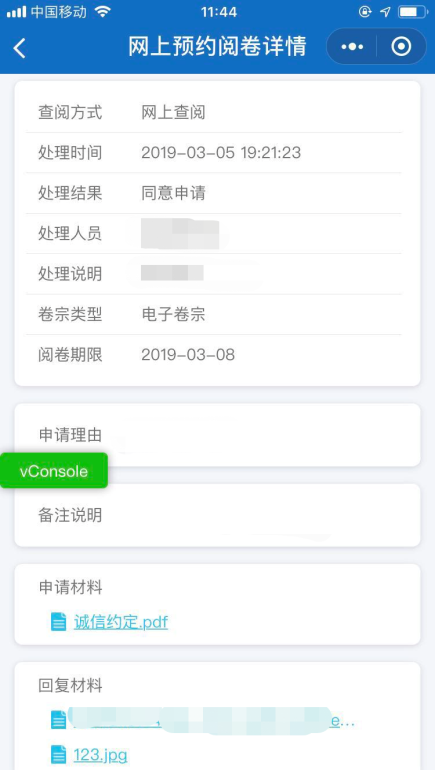 中国移动
11:44
网上预约阅卷详情
查阅方式 网上查阅
处理时间 2019-03-05 19:21:23
处理结果 同意申请
处理人员
处理说明
卷宗类型 电子卷宗
阅卷期限 2019-03-08
申请理由
vConsole
备注说明
申请材料
诚信约定.pdf
回复材料
e...
123.jpg